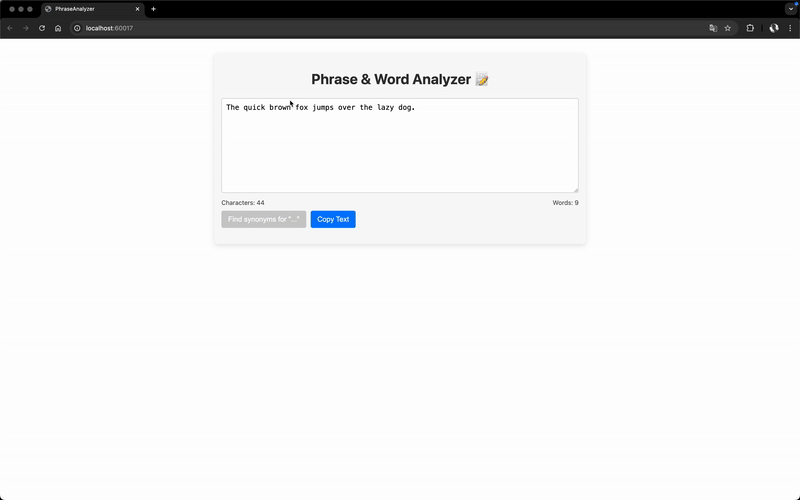 PhraseAnalyzer
localhost:60017
Phrase & Word Analyzer 📝
The quick brown fox jumps over the lazy dog.
Characters: 44 Words: 9
Find synonyms for "..." Copy Text